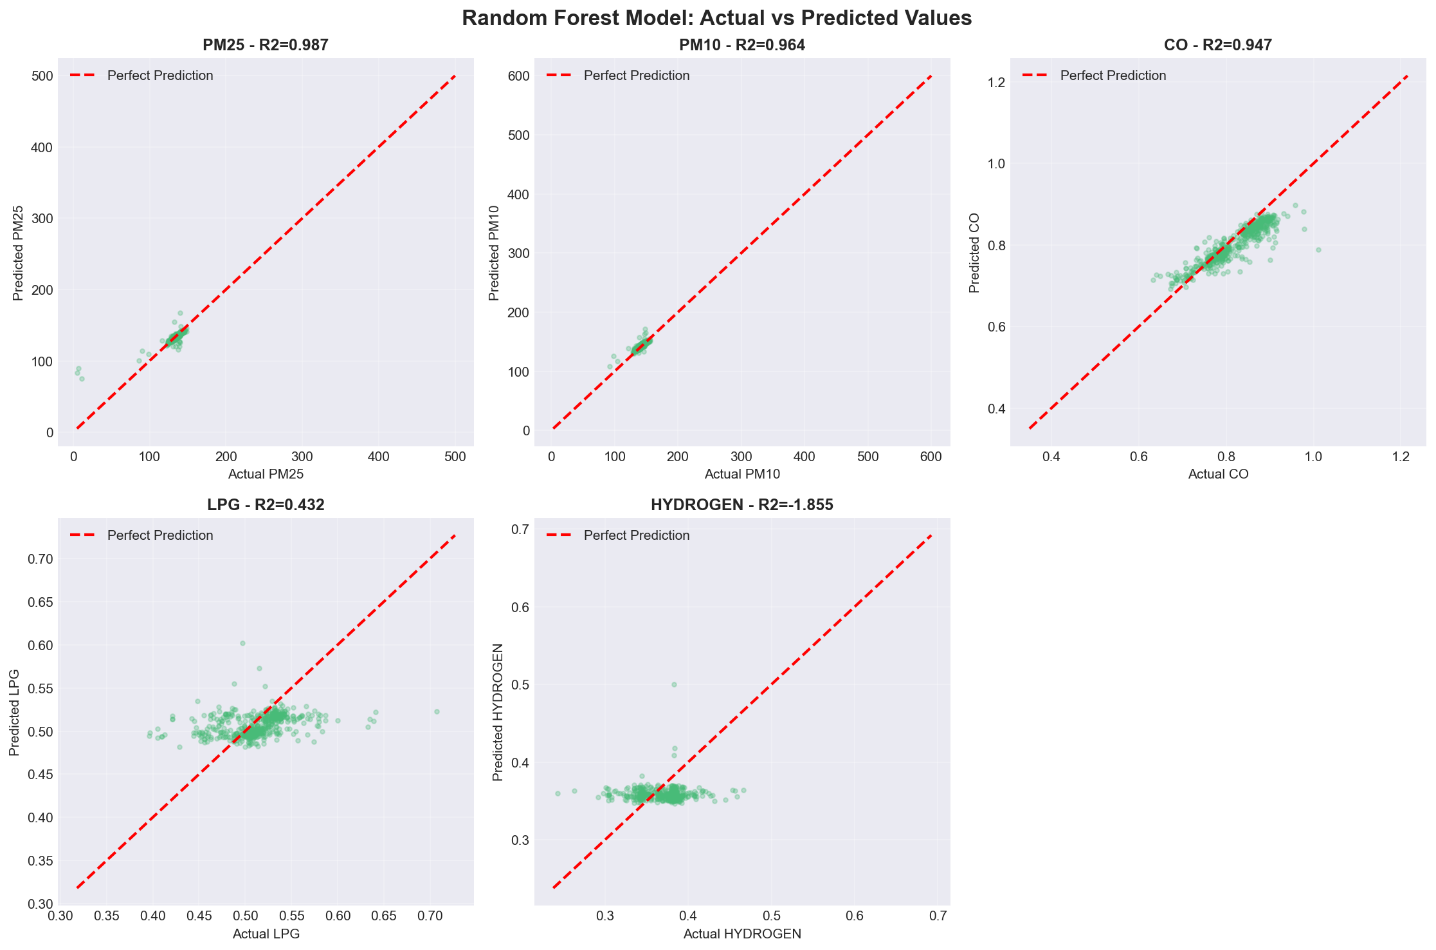 Random Forest Model: Actual vs Predicted Values
PM25 - R2=0.987
Perfect Prediction
500
400
300
200
100
0
Predicted PM25
0 100 200 300 400 500
Actual PM25
PM10 - R2=0.964
Perfect Prediction
600
500
400
300
200
100
0
Predicted PM10
0 100 200 300 400 500 600
Actual PM10
CO - R2=0.947
Perfect Prediction
1.2
1.0
0.8
0.6
0.4
Predicted CO
0.4 0.6 0.8 1.0 1.2
Actual CO
LPG - R2=0.432
Perfect Prediction
0.70
0.65
0.60
0.55
0.50
0.45
0.40
0.35
0.30
Predicted LPG
0.30 0.35 0.40 0.45 0.50 0.55 0.60 0.65 0.70
Actual LPG
HYDROGEN - R2=-1.855
Perfect Prediction
0.7
0.6
0.5
0.4
0.3
Predicted HYDROGEN
0.3 0.4 0.5 0.6 0.7
Actual HYDROGEN